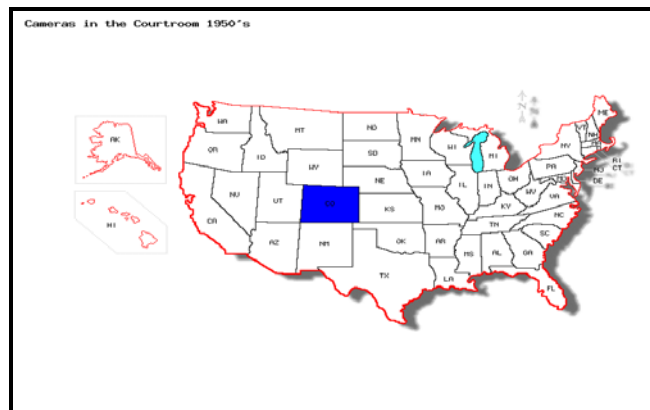 Cameras in the Courtroom 1950's
WA
MT
ND
MN
ME
VT
NH
AK
OR
ID
SD
WI
MI
NY
WY
IA
PA
RI
CT
NJ
NE
NV
UT
IL
IN
OH
DE
HI
CA
CO
KS
MO
WV
VA
KY
NC
TN
AZ
NM
OK
AR
SC
MS
AL
GA
TX
LA
FL